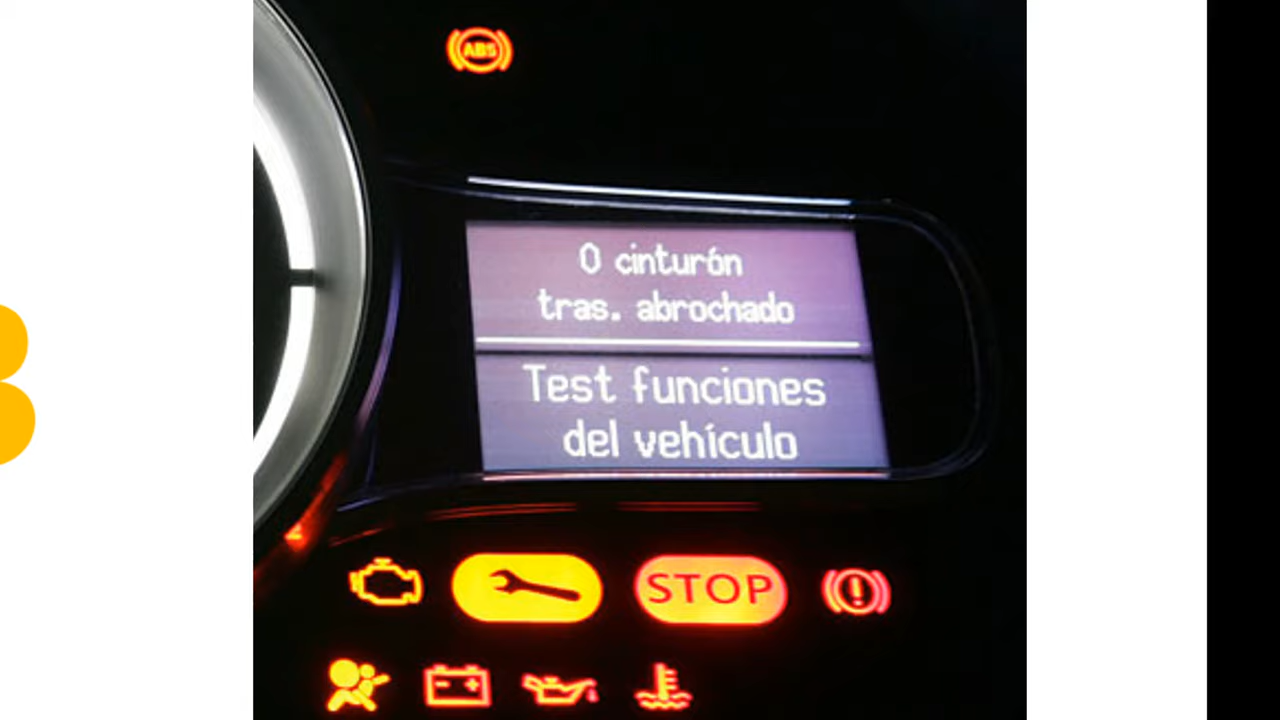 ABS
0 cinturón
tras. abrochado
Test funciones
del vehículo
STOP